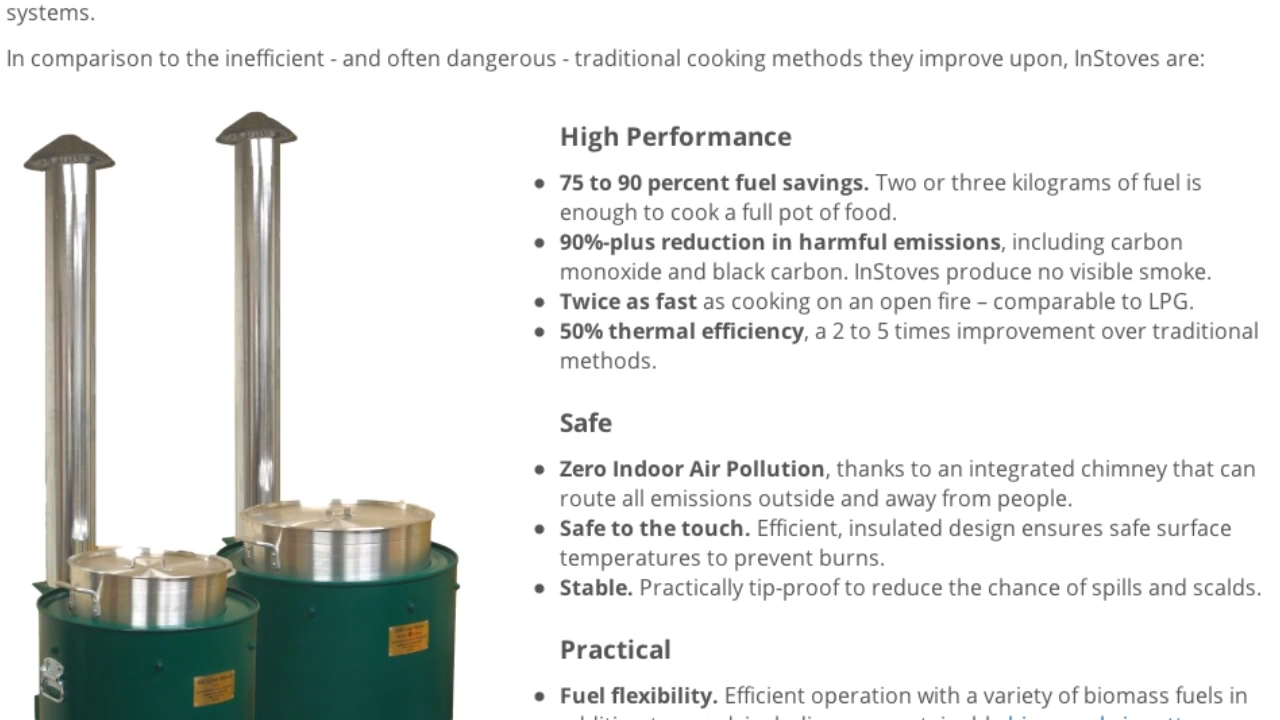 systems.
In comparison to the inefficient - and often dangerous - traditional cooking methods they improve upon, InStoves are:
High Performance
● 75 to 90 percent fuel savings. Two or three kilograms of fuel is
enough to cook a full pot of food.
● 90%-plus reduction in harmful emissions, including carbon
monoxide and black carbon. InStoves produce no visible smoke.
● Twice as fast as cooking on an open fire – comparable to LPG.
● 50% thermal efficiency, a 2 to 5 times improvement over traditional
methods.
Safe
● Zero Indoor Air Pollution, thanks to an integrated chimney that can
route all emissions outside and away from people.
● Safe to the touch. Efficient, insulated design ensures safe surface
temperatures to prevent burns.
● Stable. Practically tip-proof to reduce the chance of spills and scalds.
Practical
● Fuel flexibility. Efficient operation with a variety of biomass fuels in